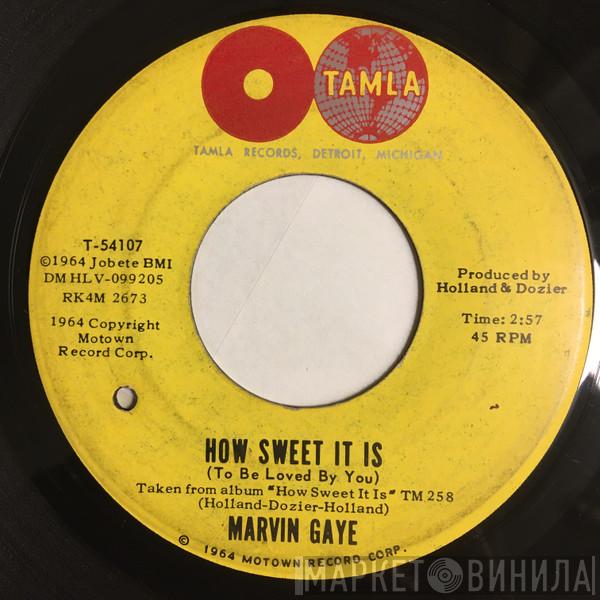 TAMLA
TAMLA RECORDS, DETROIT, MICHIGAN
T-54107
©1964 Jobete BMI
DM HLV-099205
RK4M 2673
1964 Copyright
Motown
Record Corp.
Produced by
Holland & Dozier
Time: 2:57
45 RPM
HOW SWEET IT IS
(To Be Loved By You)
Taken from album "How Sweet It Is" TM 258
(Holland-Dozier-Holland)
MARVIN GAYE
© 1964 MOTOWN RECORD CORP.
МАРКЕТ ВИНИЛА